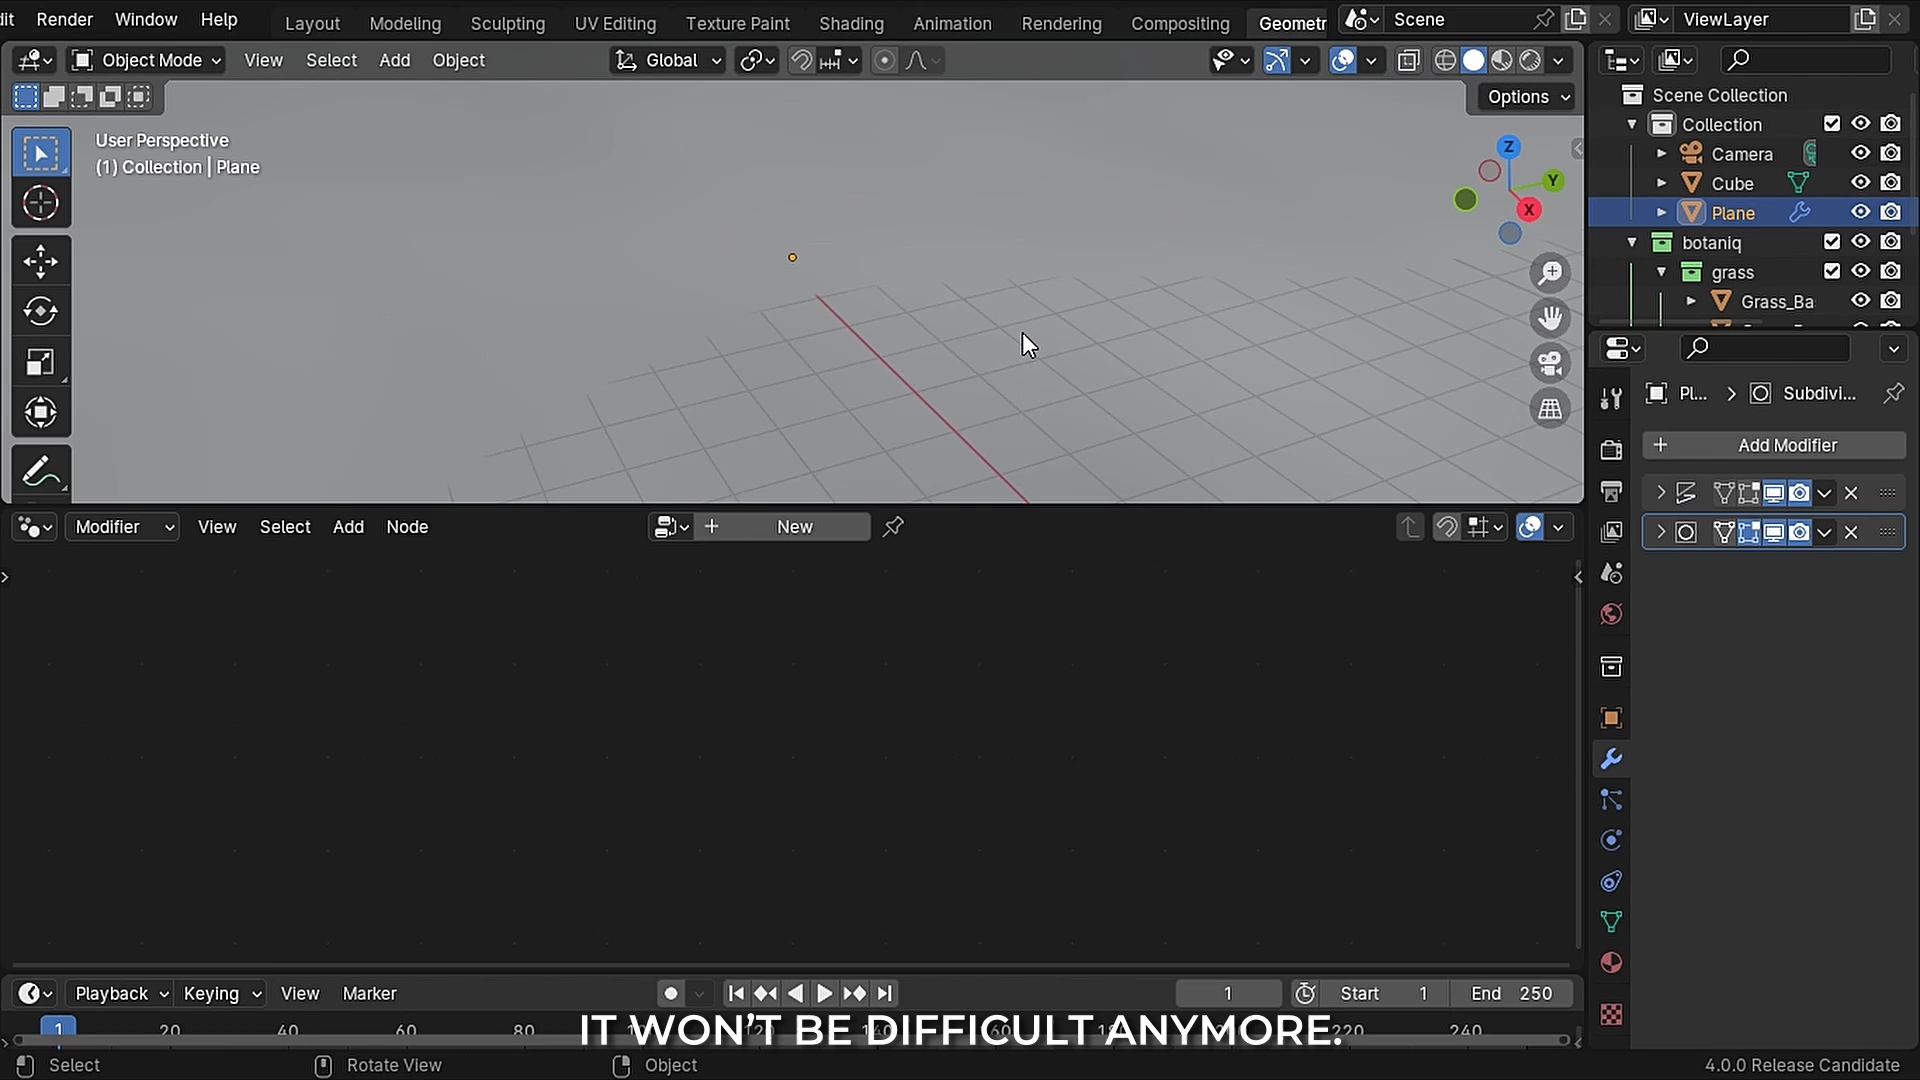 dit Render Window Help Layout Modeling Sculpting UV Editing Texture Paint Shading Animation Rendering Compositing Geometr Scene ViewLayer
Object Mode View Select Add Object Global
Options
User Perspective
(1) Collection | Plane
Z
Y
X
Scene Collection
Collection
Camera
Cube
Plane
botaniq
grass
Grass_Ba
Pl... Subdivi...
Add Modifier
Modifier View Select Add Node New
Playback Keying View Marker 1 Start 1 End 250
1 20 40 60 80 220 240
IT WON'T BE DIFFICULT ANYMORE.
Select Rotate View Object 4.0.0 Release Candidate